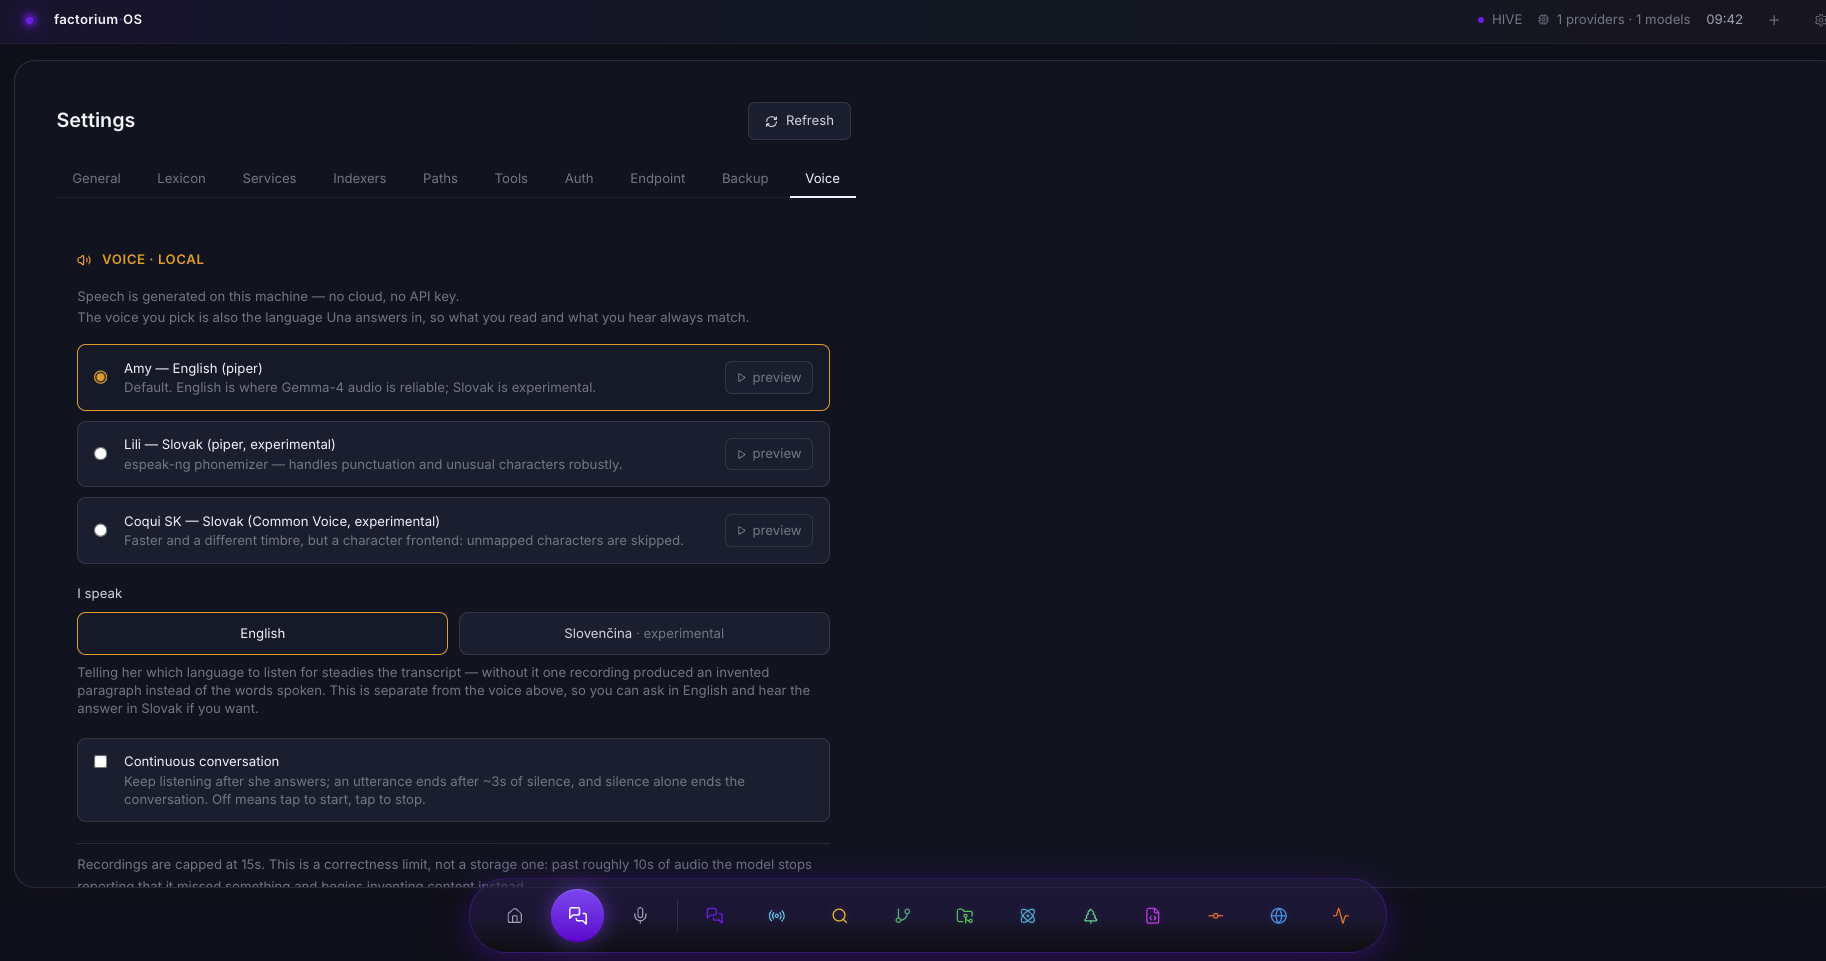 factorium·OS
HIVE 1 providers · 1 models 09:42
Settings
Refresh
General Lexicon Services Indexers Paths Tools Auth Endpoint Backup Voice
VOICE · LOCAL
Speech is generated on this machine — no cloud, no API key.
The voice you pick is also the language Una answers in, so what you read and what you hear always match.
Amy — English (piper)
Default. English is where Gemma-4 audio is reliable; Slovak is experimental.
preview
Lili — Slovak (piper, experimental)
espeak-ng phonemizer — handles punctuation and unusual characters robustly.
preview
Coqui SK — Slovak (Common Voice, experimental)
Faster and a different timbre, but a character frontend: unmapped characters are skipped.
preview
I speak
English
Slovenčina · experimental
Telling her which language to listen for steadies the transcript — without it one recording produced an invented
paragraph instead of the words spoken. This is separate from the voice above, so you can ask in English and hear the
answer in Slovak if you want.
Continuous conversation
Keep listening after she answers; an utterance ends after ~3s of silence, and silence alone ends the
conversation. Off means tap to start, tap to stop.
Recordings are capped at 15s. This is a correctness limit, not a storage one: past roughly 10s of audio the model stops
reporting that it missed something and begins inventing content instead.